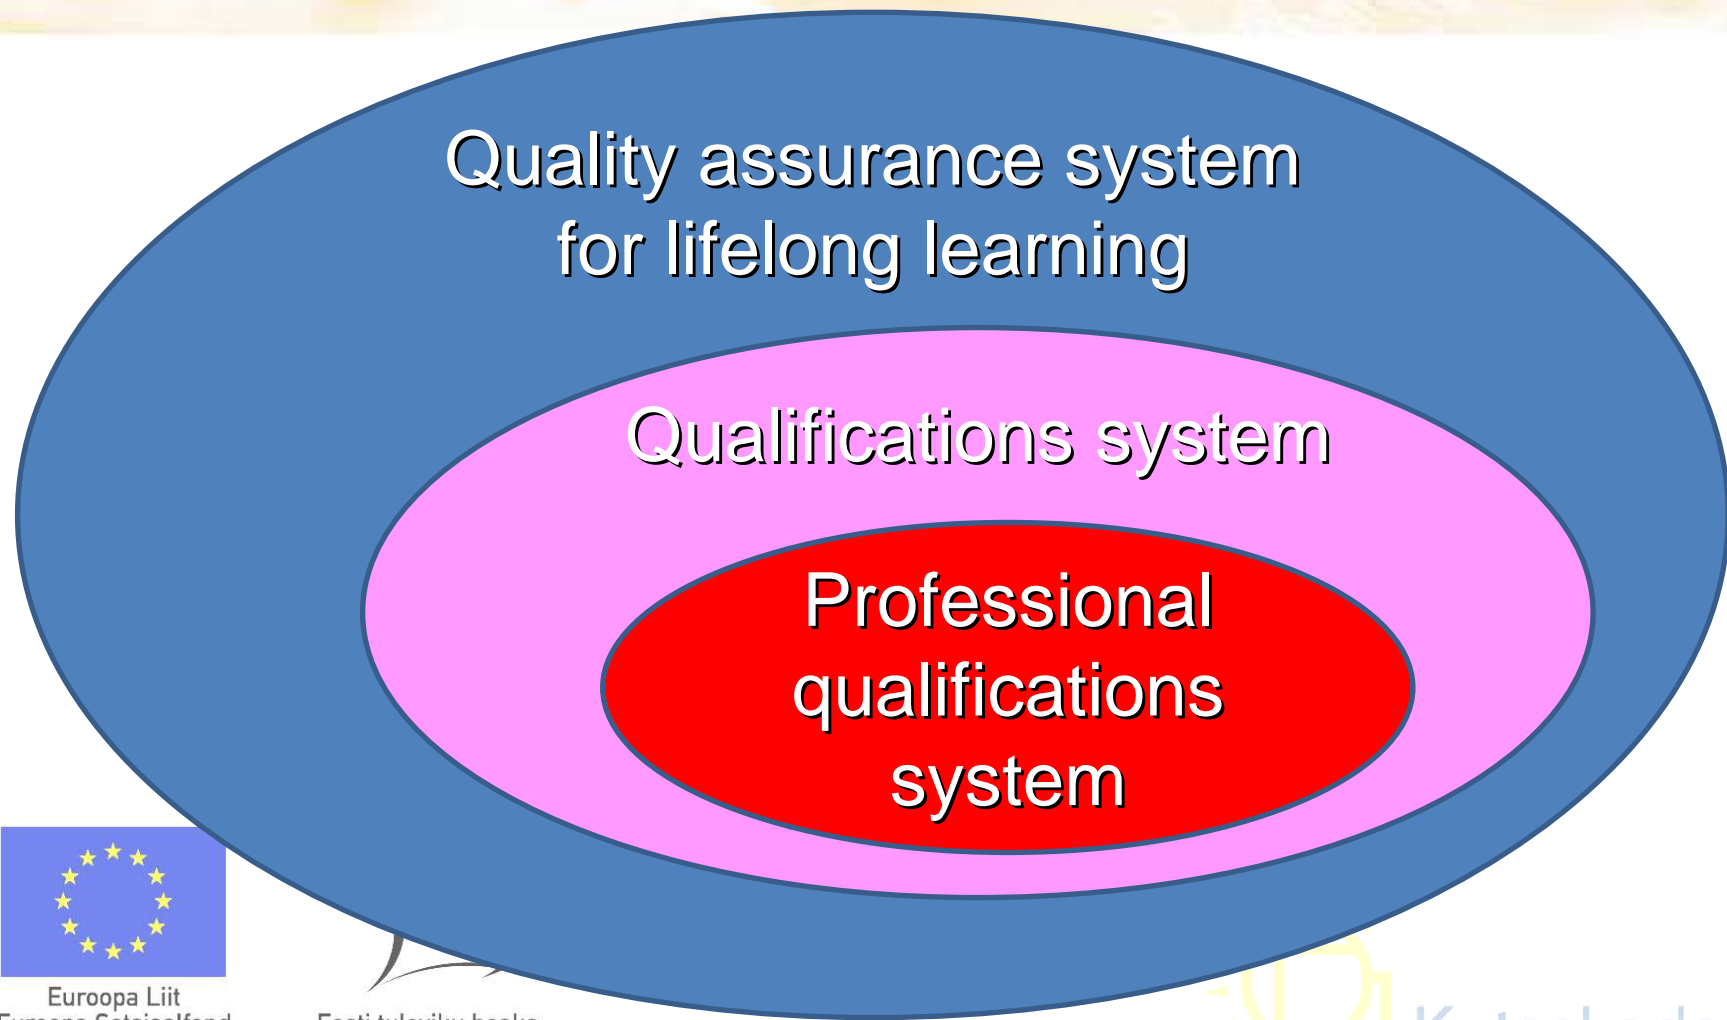 Quality assurance system
for lifelong learning
Qualifications system
Professional
qualifications
system
Euroopa Liit